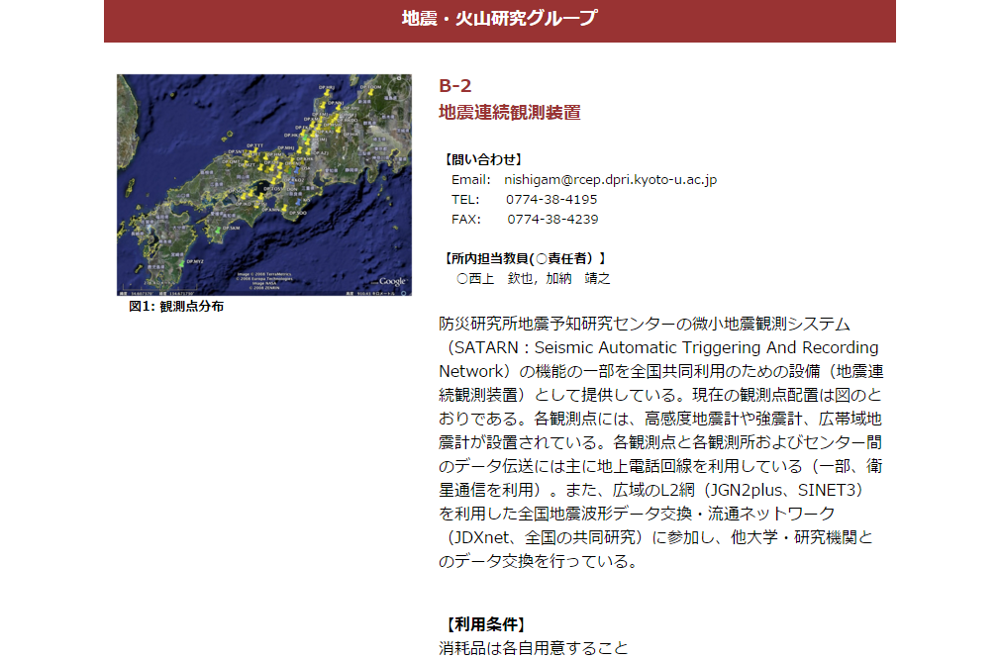 地震・火山研究グループ
B-2
地震連続観測装置
【問い合わせ】
Email: nishigam@rcep.dpri.kyoto-u.ac.jp
TEL: 0774-38-4195
FAX: 0774-38-4239
【所内担当教員(○責任者）】
○西上 欽也，加納 靖之
Google
図1: 観測点分布
防災研究所地震予知研究センターの微小地震観測システム
（SATARN：Seismic Automatic Triggering And Recording
Network）の機能の一部を全国共同利用のための設備（地震連
続観測装置）として提供している。現在の観測点配置は図のと
おりである。各観測点には、高感度地震計や強震計、広帯域地
震計が設置されている。各観測点と各観測所およびセンター間
のデータ伝送には主に地上電話回線を利用している（一部、衛
星通信を利用）。また、広域のL2網（JGN2plus、SINET3）
を利用した全国地震波形データ交換・流通ネットワーク
（JDXnet、全国の共同研究）に参加し、他大学・研究機関と
のデータ交換を行っている。
【利用条件】
消耗品は各自用意すること